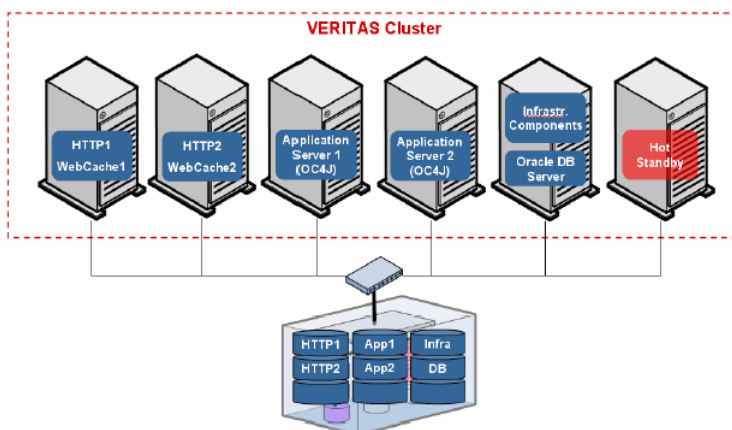 VERITAS Cluster
HTTP1
WebCache1
HTTP2
WebCache2
Application
Server 1
(OC4J)
Application
Server 2
(OC4J)
Infrastr.
Components
Oracle DB
Server
Hot
Standby
HTTP1
App1
Infra
HTTP2
App2
DB